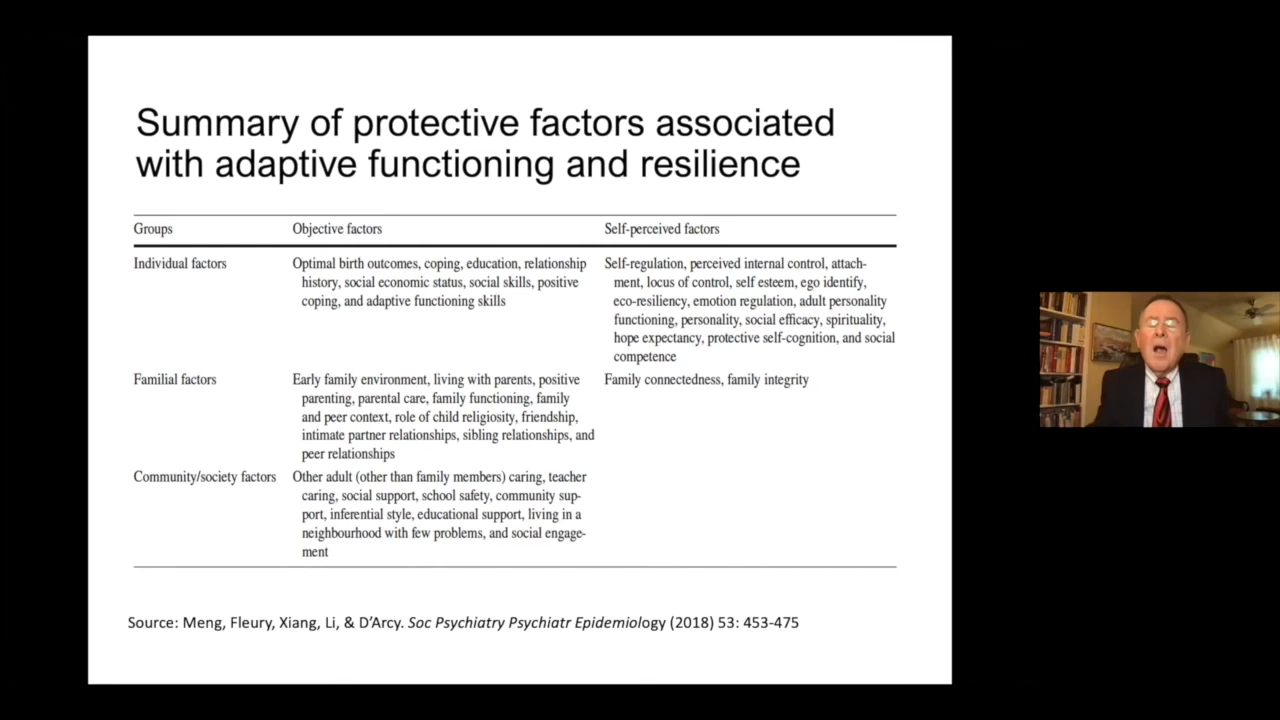 Summary of protective factors associated
with adaptive functioning and resilience
Groups Objective factors Self-perceived factors
Individual factors Optimal birth outcomes, coping, education, relationship
history, social economic status, social skills, positive
coping, and adaptive functioning skills
Self-regulation, perceived internal control, attach-
ment, locus of control, self esteem, ego identify,
eco-resiliency, emotion regulation, adult personality
functioning, personality, social efficacy, spirituality,
hope expectancy, protective self-cognition, and social
competence
Familial factors Early family environment, living with parents, positive
parenting, parental care, family functioning, family
and peer context, role of child religiosity, friendship,
intimate partner relationships, sibling relationships, and
peer relationships
Family connectedness, family integrity
Community/society factors Other adult (other than family members) caring, teacher
caring, social support, school safety, community sup-
port, inferential style, educational support, living in a
neighbourhood with few problems, and social engage-
ment
Source: Meng, Fleury, Xiang, Li, & D’Arcy. Soc Psychiatry Psychiatr Epidemiology (2018) 53: 453-475